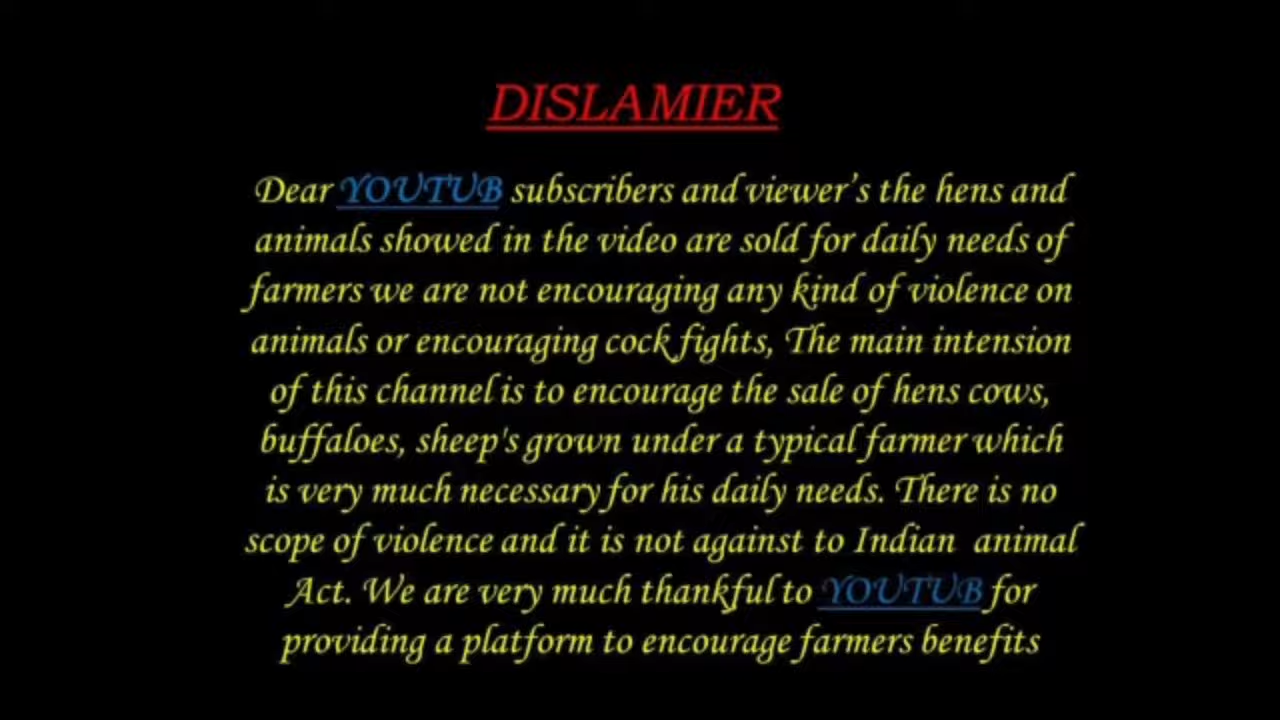 DISLAMIER
Dear YOUTUB subscribers and viewer's the hens and
animals showed in the video are sold for daily needs of
farmers we are not encouraging any kind of violence on
animals or encouraging cock fights, The main intension
of this channel is to encourage the sale of hens cows,
buffaloes, sheep's grown under a typical farmer which
is very much necessary for his daily needs. There is no
scope of violence and it is not against to Indian animal
Act. We are very much thankful to YOUTUB for
providing a platform to encourage farmers benefits